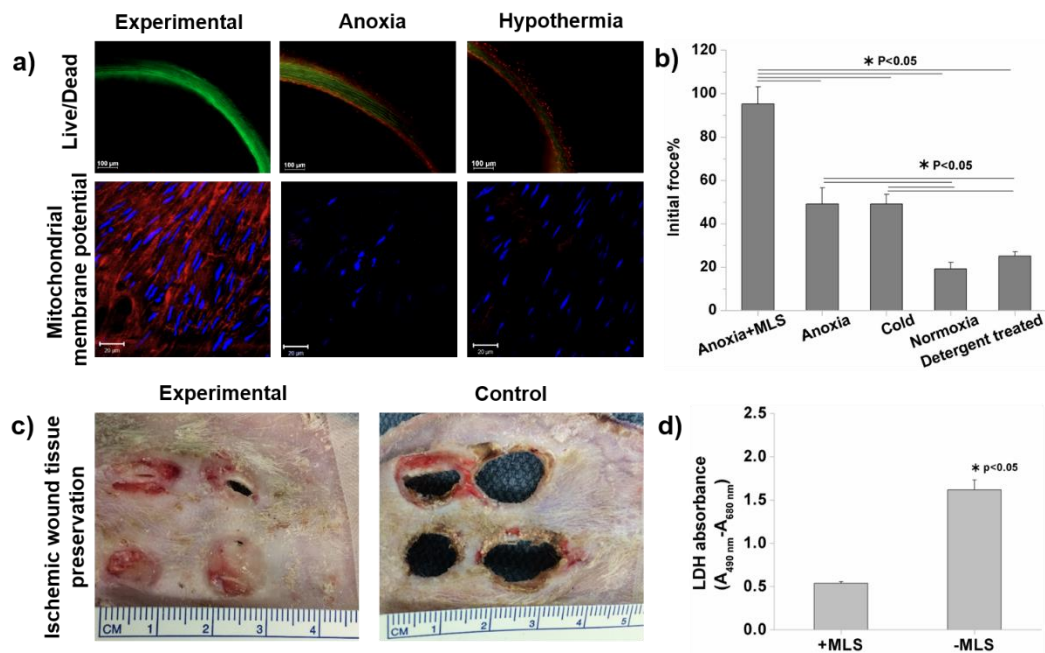 Experimental
Anoxia
Hypothermia
a)
Live/Dead
100 μm
100 μm
100 μm
Mitochondrial
membrane potential
20 μm
20 μm
20 μm
b)
Initial froce%
120
100
80
60
40
20
0
* P<0.05
* P<0.05
Anoxia+MLS
Anoxia
Cold
Normoxia
Detergent treated
c)
Experimental
Control
Ischemic wound tissue
preservation
CM 1 2 3 4
CM 1 2 3 4 5
d)
LDH absorbance
(A490 nm-A680 nm)
2.5
2.0
1.5
1.0
0.5
0.0
* p<0.05
+MLS
-MLS